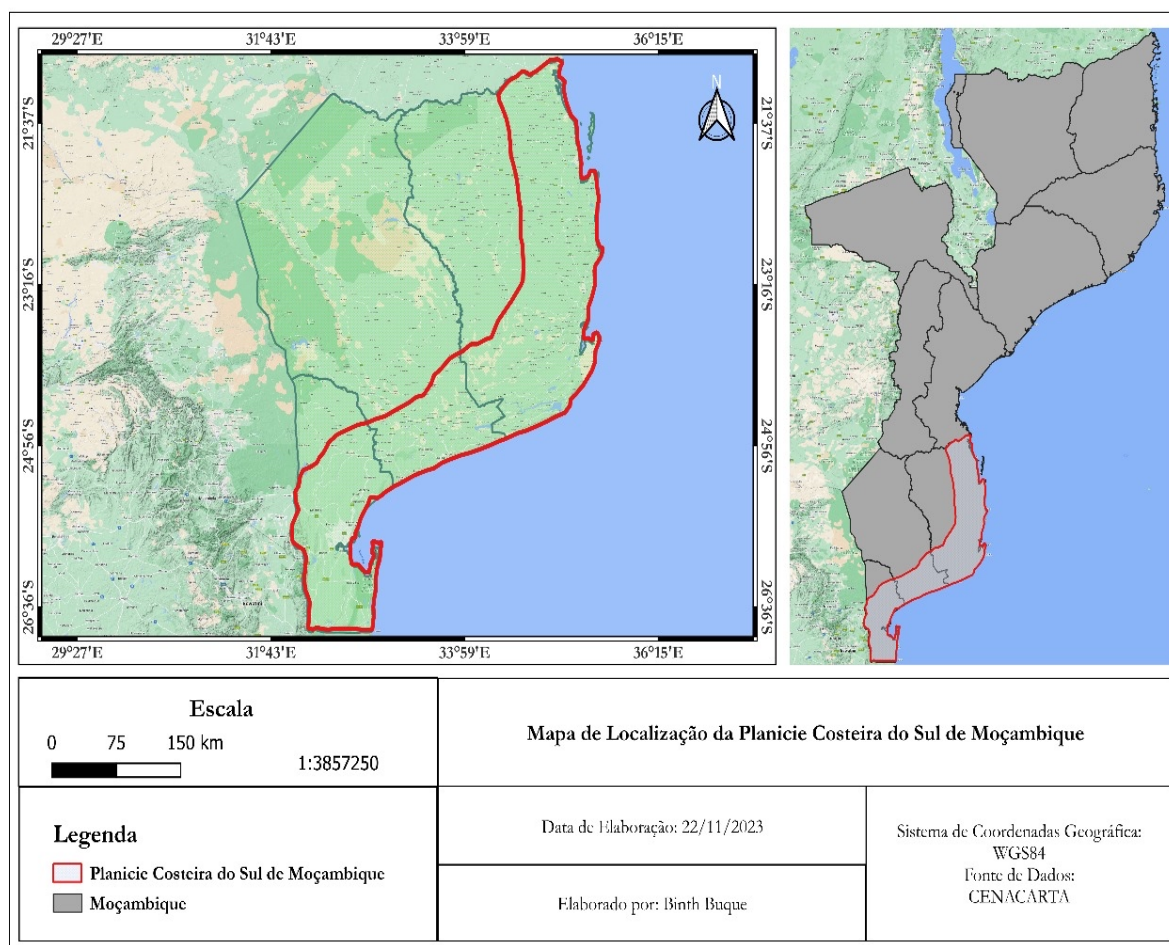 29°27'E 31°43'E 33°59'E 36°15'E
N
21°37'S 21°37'S
23°16'S 23°16'S
24°56'S 24°56'S
26°36'S 26°36'S
29°27'E 31°43'E 33°59'E 36°15'E
Escala
0 75 150 km
1:3857250
Mapa de Localização da Planicie Costeira do Sul de Moçambique
Legenda
Planicie Costeira do Sul de Moçambique
Moçambique
Data de Elaboração: 22/11/2023
Elaborado por: Binth Buque
Sistema de Coordenadas Geográfica:
WGS84
Fonte de Dados:
CENACARTA